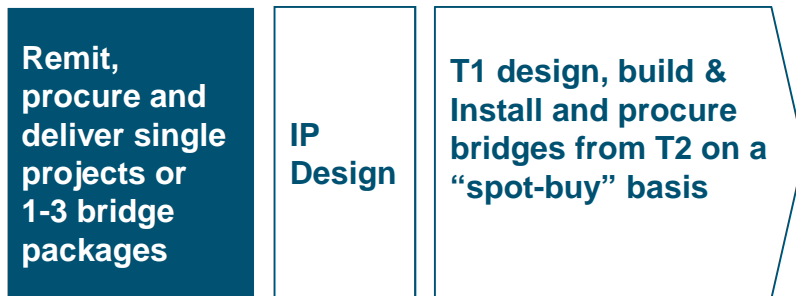 Remit,
procure and
deliver single
projects or
1-3 bridge
packages
IP
Design
T1 design, build &
Install and procure
bridges from T2 on a
“spot-buy” basis